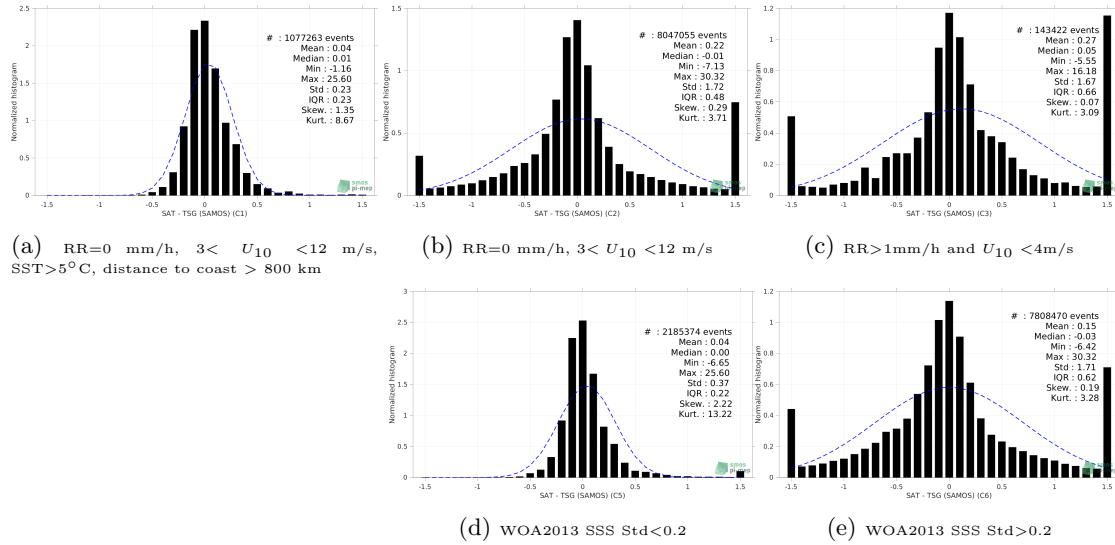 2.5
2
1.5
1
0.5
0
Normalized histogram
# : 1077263 events
Mean : 0.04
Median : 0.01
Min : -1.16
Max : 25.60
Std : 0.23
IQR : 0.23
Skew. : 1.35
Kurt. : 8.67
smos
pi-mep
-1.5 -1 -0.5 0 0.5 1 1.5
SAT - TSG (SAMOS) (C1)
(a) RR=0 mm/h, 3< U10 <12 m/s,
SST>5°C, distance to coast > 800 km
1.5
1
0.5
0
Normalized histogram
# : 8047055 events
Mean : 0.22
Median : -0.01
Min : -7.13
Max : 30.32
Std : 1.72
IQR : 0.48
Skew. : 0.29
Kurt. : 3.71
smos
pi-mep
-1.5 -1 -0.5 0 0.5 1 1.5
SAT - TSG (SAMOS) (C2)
(b) RR=0 mm/h, 3< U10 <12 m/s
1.2
1
0.8
0.6
0.4
0.2
0
Normalized histogram
# : 143422 events
Mean : 0.27
Median : 0.05
Min : -5.55
Max : 16.18
Std : 1.67
IQR : 0.66
Skew. : 0.07
Kurt. : 3.09
smos
pi-mep
-1.5 -1 -0.5 0 0.5 1 1.5
SAT - TSG (SAMOS) (C3)
(c) RR>1mm/h and U10 <4m/s
3
2.5
2
1.5
1
0.5
0
Normalized histogram
# : 2185374 events
Mean : 0.04
Median : 0.00
Min : -6.65
Max : 25.60
Std : 0.37
IQR : 0.22
Skew. : 2.22
Kurt. : 13.22
smos
pi-mep
-1.5 -1 -0.5 0 0.5 1 1.5
SAT - TSG (SAMOS) (C5)
(d) WOA2013 SSS Std<0.2
1.2
1
0.8
0.6
0.4
0.2
0
Normalized histogram
# : 7808470 events
Mean : 0.15
Median : -0.03
Min : -6.42
Max : 30.32
Std : 1.71
IQR : 0.62
Skew. : 0.19
Kurt. : 3.28
smos
pi-mep
-1.5 -1 -0.5 0 0.5 1 1.5
SAT - TSG (SAMOS) (C6)
(e) WOA2013 SSS Std>0.2